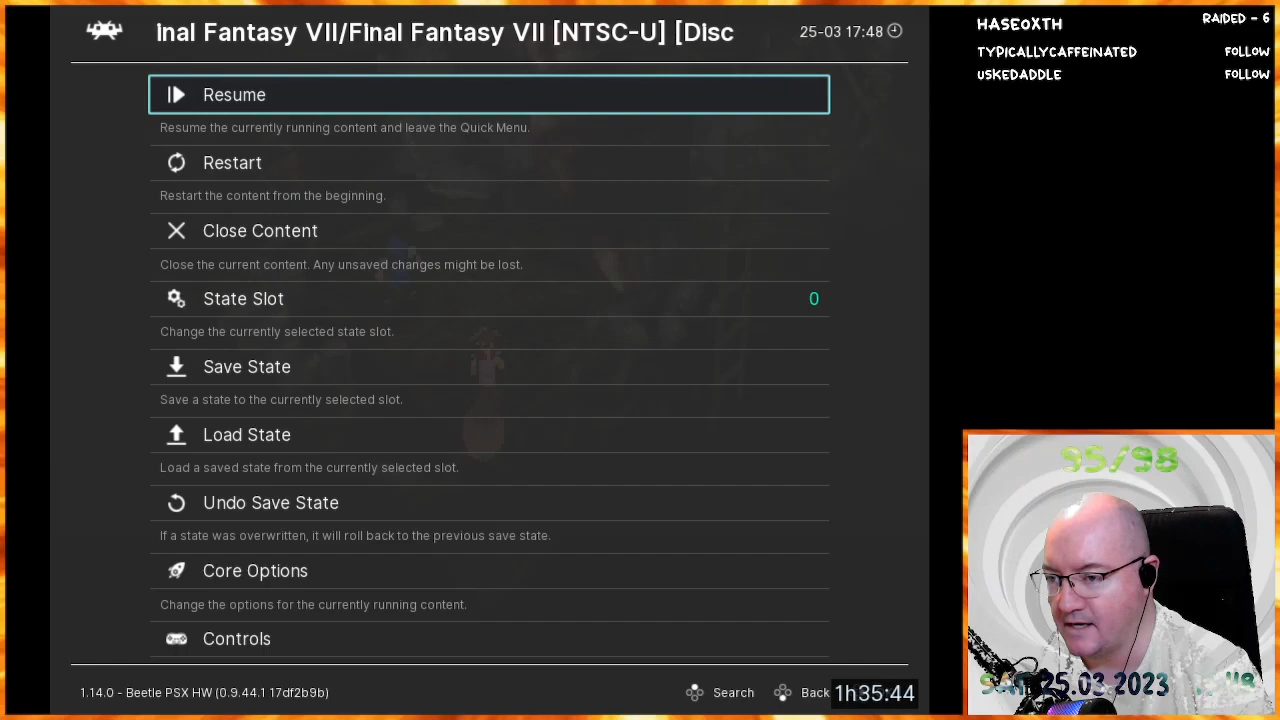 inal Fantasy VII/Final Fantasy VII [NTSC-U] [Disc
25-03 17:48
Resume
Resume the currently running content and leave the Quick Menu.
Restart
Restart the content from the beginning.
Close Content
Close the current content. Any unsaved changes might be lost.
State Slot 0
Change the currently selected state slot.
Save State
Save a state to the currently selected slot.
Load State
Load a saved state from the currently selected slot.
Undo Save State
If a state was overwritten, it will roll back to the previous save state.
Core Options
Change the options for the currently running content.
Controls
1.14.0 - Beetle PSX HW (0.9.44.1 17df2b9b)
Search
Back
1h35:44
HASEOXTH RAIDED - 6
TYPICALLYCAFFEINATED FOLLOW
USKEDADDLE FOLLOW
95/98
SAT 25.03.2023